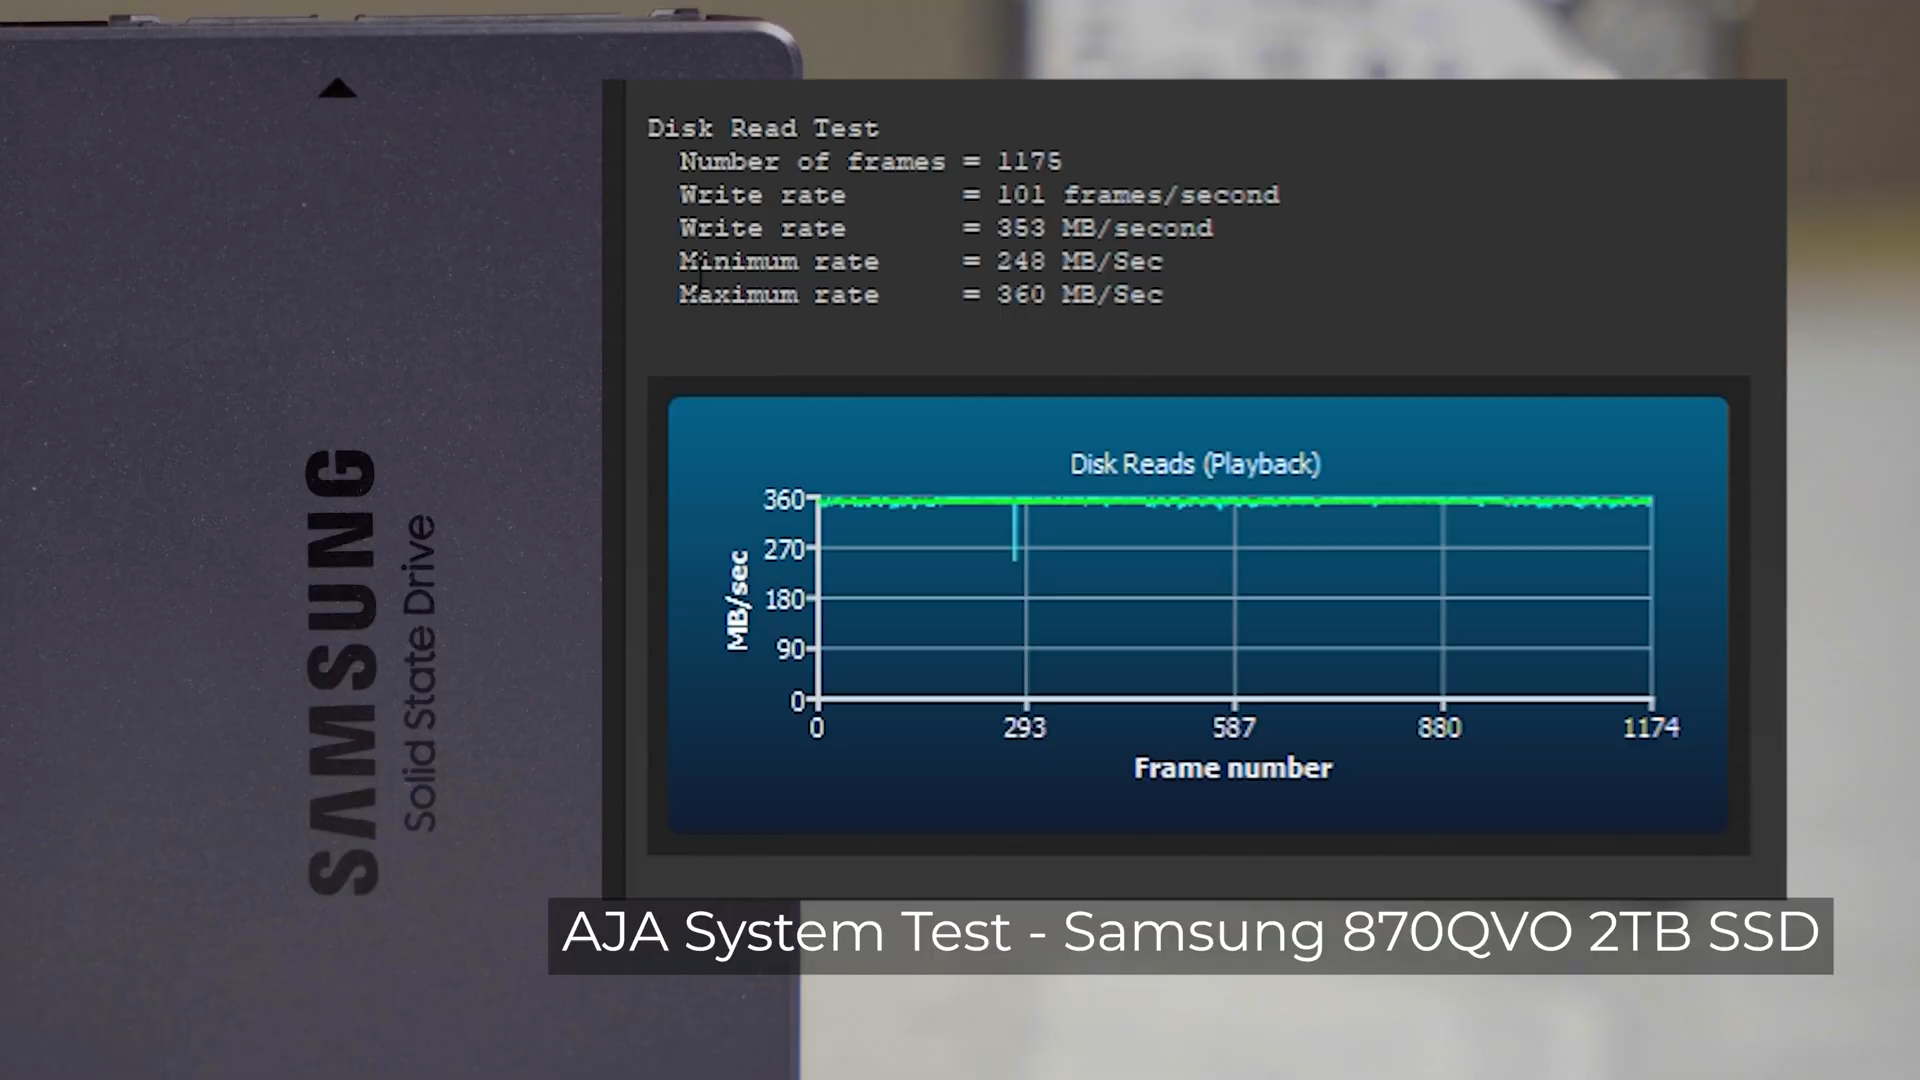 SAMSUNG
Solid State Drive
Disk Read Test
Number of frames = 1175
Write rate = 101 frames/second
Write rate = 353 MB/second
Minimum rate = 248 MB/Sec
Maximum rate = 360 MB/Sec
Disk Reads (Playback)
MB/sec
360
270
180
90
0
0 293 587 880 1174
Frame number
AJA System Test - Samsung 870QVO 2TB SSD